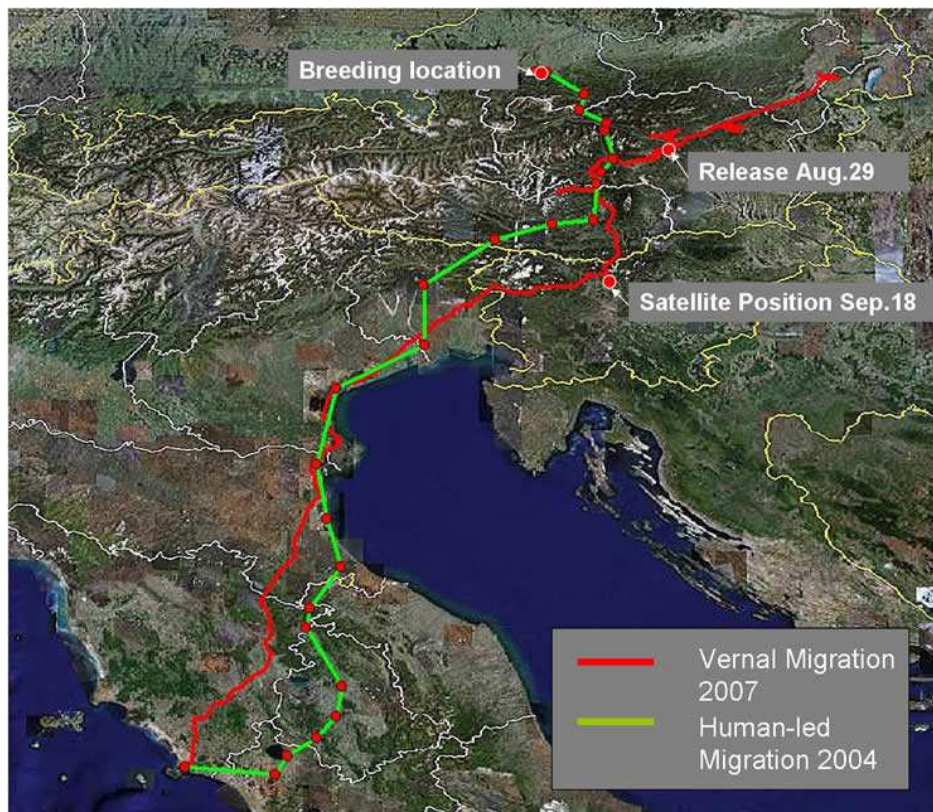 Breeding location
Release Aug.29
Satellite Position Sep.18
Vernal Migration
2007
Human-led
Migration 2004